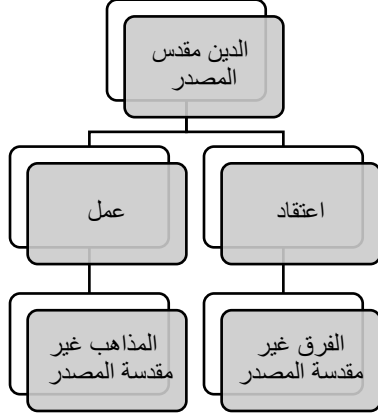 الدين مقدس
المصدر
اعتقاد
عمل
الفرق غير
مقدسة المصدر
المذاهب غير
مقدسة المصدر